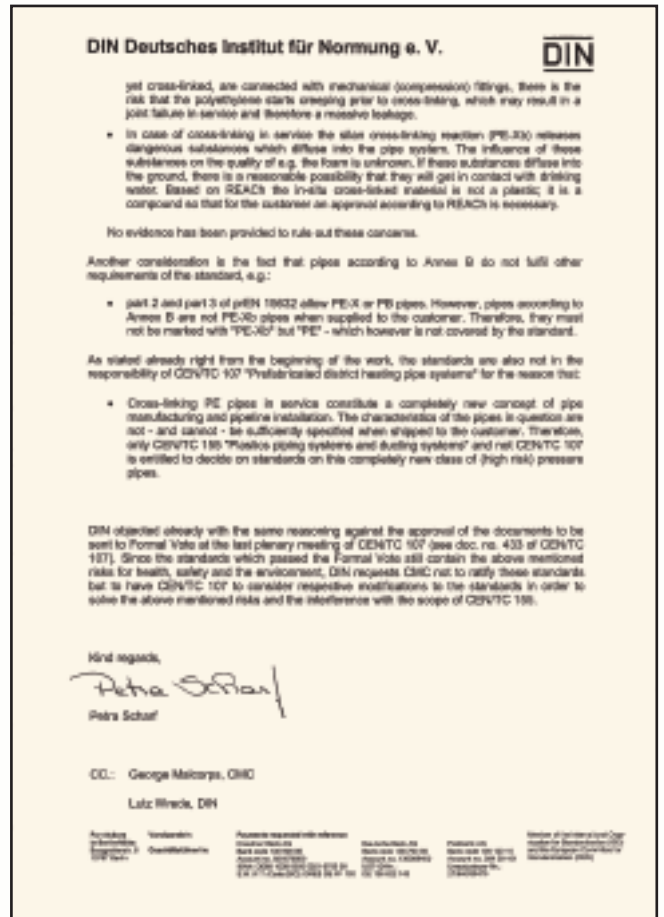 DIN Deutsches Institut für Normung e. V.
DIN
yet cross-linked, are connected with mechanical (compression) fittings, there is the
risk that the polyethylene starts creeping prior to cross-linking, which may result in a
joint failure in service and therefore a massive leakage.
• In case of cross-linking in service the silan cross-linking reaction (PE-Xb) releases
dangerous substances which diffuse into the pipe system. The influence of these
substances on the quality of e.g. the foam is unknown. If these substances diffuse into
the ground, there is a reasonable possibility that they will get in contact with drinking
water. Based on REACh the in-situ cross-linked material is not a plastic; it is a
compound so that for the customer an approval according to REACh is necessary.
No evidence has been provided to rule out these concerns.
Another consideration is the fact that pipes according to Annex B do not fulfil other
requirements of the standard, e.g.:
• part 2 and part 3 of prEN 15632 allow PE-X or PB pipes. However, pipes according to
Annex B are not PE-Xb pipes when supplied to the customer. Therefore, they must
not be marked with "PE-Xb" but "PE" - which however is not covered by the standard.
As stated already right from the beginning of the work, the standards are also not in the
responsibility of CEN/TC 107 "Prefabricated district heating pipe systems" for the reason that:
• Cross-linking PE pipes in service constitute a completely new concept of pipe
manufacturing and pipeline installation. The characteristics of the pipes in question are
not - and cannot - be sufficiently specified when shipped to the customer. Therefore,
only CEN/TC 155 "Plastics piping systems and ducting systems" and not CEN/TC 107
is entitled to decide on standards on this completely new class of (high risk) pressure
pipes.
DIN objected already with the same reasoning against the approval of the documents to be
sent to Formal Vote at the last plenary meeting of CEN/TC 107 (see doc. no. 433 of CEN/TC
107). Since the standards which passed the Formal Vote still contain the above mentioned
risks for health, safety and the environment, DIN requests CMC not to ratify these standards
but to have CEN/TC 107 to consider respective modifications to the standards in order to
solve the above mentioned risks and the interference with the scope of CEN/TC 155.
Kind regards,
Petra Scharf
Petra Scharf
CC.: George Malcorps, CMC
Lutz Wrede, DIN